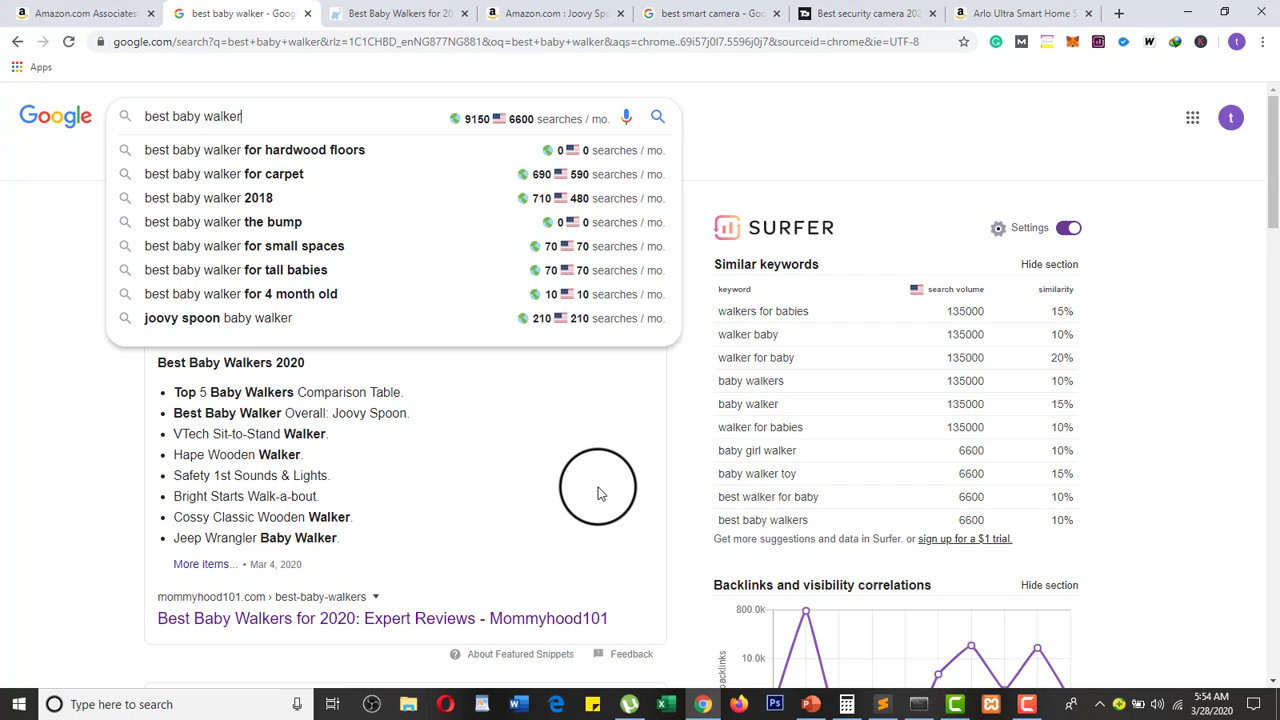 Amazon.com Associates
best baby walker - Goo
Best Baby Walkers for 20
Amazon.com : Joovy Spo
best smart camera - Goo
Best security camera 202
Arlo Ultra Smart Home S
google.com/search?q=best+baby+walker&rlz=1C1CHBD_enNG877NG881&oq=best+baby+walker&aqs=chrome..69i57j0l7.5596j0j7&sourceid=chrome&ie=UTF-8
Apps
Google
best baby walker
9150 6600 searches / mo.
best baby walker for hardwood floors 0 0 searches / mo.
best baby walker for carpet 690 590 searches / mo.
best baby walker 2018 710 480 searches / mo.
best baby walker the bump 0 0 searches / mo.
best baby walker for small spaces 70 70 searches / mo.
best baby walker for tall babies 70 70 searches / mo.
best baby walker for 4 month old 10 10 searches / mo.
joovy spoon baby walker 210 210 searches / mo.
Best Baby Walkers 2020
Top 5 Baby Walkers Comparison Table.
Best Baby Walker Overall: Joovy Spoon.
VTech Sit-to-Stand Walker.
Hape Wooden Walker.
Safety 1st Sounds & Lights.
Bright Starts Walk-a-bout.
Cossy Classic Wooden Walker.
Jeep Wrangler Baby Walker.
More items... • Mar 4, 2020
mommyhood101.com › best-baby-walkers
Best Baby Walkers for 2020: Expert Reviews - Mommyhood101
About Featured Snippets Feedback
t
SURFER
Settings
Similar keywords Hide section
keyword search volume similarity
walkers for babies 135000 15%
walker baby 135000 10%
walker for baby 135000 20%
baby walkers 135000 10%
baby walker 135000 15%
walker for babies 135000 10%
baby girl walker 6600 10%
baby walker toy 6600 15%
best walker for baby 6600 10%
best baby walkers 6600 10%
Get more suggestions and data in Surfer. or sign up for a $1 trial.
Backlinks and visibility correlations Hide section
800.0k
10.0k
backlinks
Type here to search
5:54 AM
3/28/2020